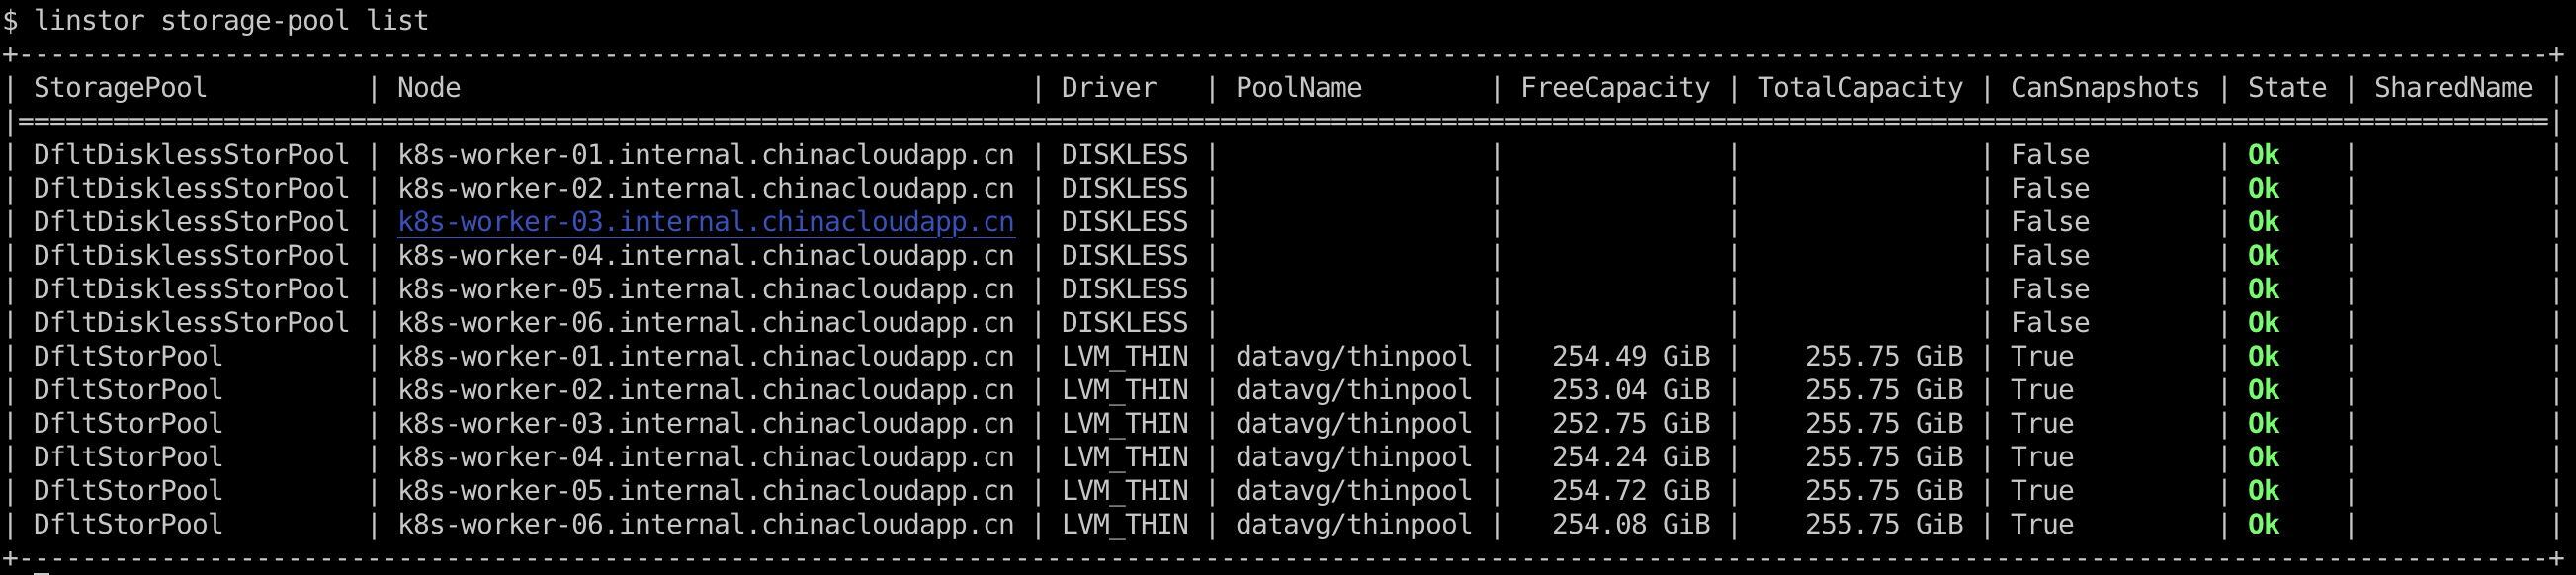 $ linstor storage-pool list
+----------------------------------------------------------------------------------------------------------------------------------------------------------------+
| StoragePool          | Node                                    | Driver   | PoolName        | FreeCapacity | TotalCapacity | CanSnapshots | State | SharedName |
|================================================================================================================================================================|
| DfltDisklessStorPool | k8s-worker-01.internal.chinacloudapp.cn | DISKLESS |                 |              |               | False        | Ok    |            |
| DfltDisklessStorPool | k8s-worker-02.internal.chinacloudapp.cn | DISKLESS |                 |              |               | False        | Ok    |            |
| DfltDisklessStorPool | k8s-worker-03.internal.chinacloudapp.cn | DISKLESS |                 |              |               | False        | Ok    |            |
| DfltDisklessStorPool | k8s-worker-04.internal.chinacloudapp.cn | DISKLESS |                 |              |               | False        | Ok    |            |
| DfltDisklessStorPool | k8s-worker-05.internal.chinacloudapp.cn | DISKLESS |                 |              |               | False        | Ok    |            |
| DfltDisklessStorPool | k8s-worker-06.internal.chinacloudapp.cn | DISKLESS |                 |              |               | False        | Ok    |            |
| DfltStorPool         | k8s-worker-01.internal.chinacloudapp.cn | LVM_THIN | datavg/thinpool |   254.49 GiB |    255.75 GiB | True         | Ok    |            |
| DfltStorPool         | k8s-worker-02.internal.chinacloudapp.cn | LVM_THIN | datavg/thinpool |   253.04 GiB |    255.75 GiB | True         | Ok    |            |
| DfltStorPool         | k8s-worker-03.internal.chinacloudapp.cn | LVM_THIN | datavg/thinpool |   252.75 GiB |    255.75 GiB | True         | Ok    |            |
| DfltStorPool         | k8s-worker-04.internal.chinacloudapp.cn | LVM_THIN | datavg/thinpool |   254.24 GiB |    255.75 GiB | True         | Ok    |            |
| DfltStorPool         | k8s-worker-05.internal.chinacloudapp.cn | LVM_THIN | datavg/thinpool |   254.72 GiB |    255.75 GiB | True         | Ok    |            |
| DfltStorPool         | k8s-worker-06.internal.chinacloudapp.cn | LVM_THIN | datavg/thinpool |   254.08 GiB |    255.75 GiB | True         | Ok    |            |
+----------------------------------------------------------------------------------------------------------------------------------------------------------------+